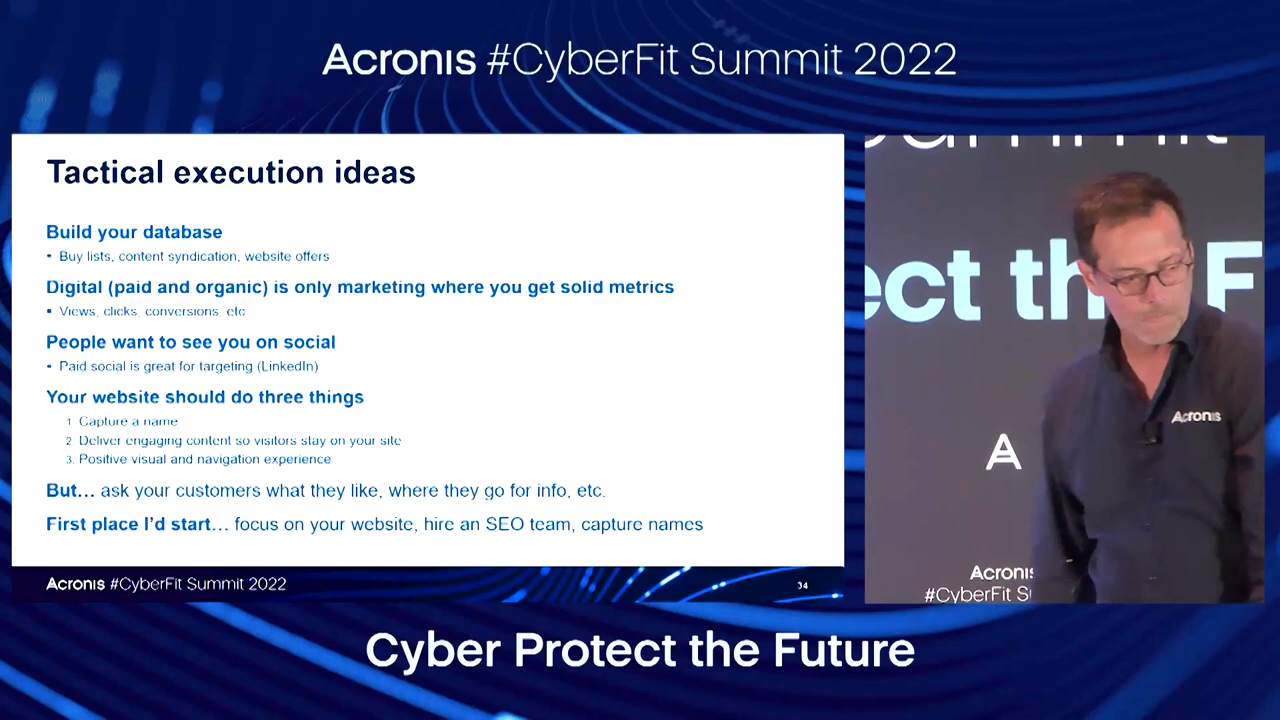 Acronis #CyberFit Summit 2022
Tactical execution ideas
Build your database
• Buy lists, content syndication, website offers
Digital (paid and organic) is only marketing where you get solid metrics
• Views, clicks, conversions, etc
People want to see you on social
• Paid social is great for targeting (LinkedIn)
Your website should do three things
1 Capture a name
2 Deliver engaging content so visitors stay on your site
3. Positive visual and navigation experience
But... ask your customers what they like, where they go for info, etc.
First place I'd start... focus on your website, hire an SEO team, capture names
Acronis #CyberFit Summit 2022
34
ect th F
Acronis
A
Acronis
#CyberFit S
Cyber Protect the Future